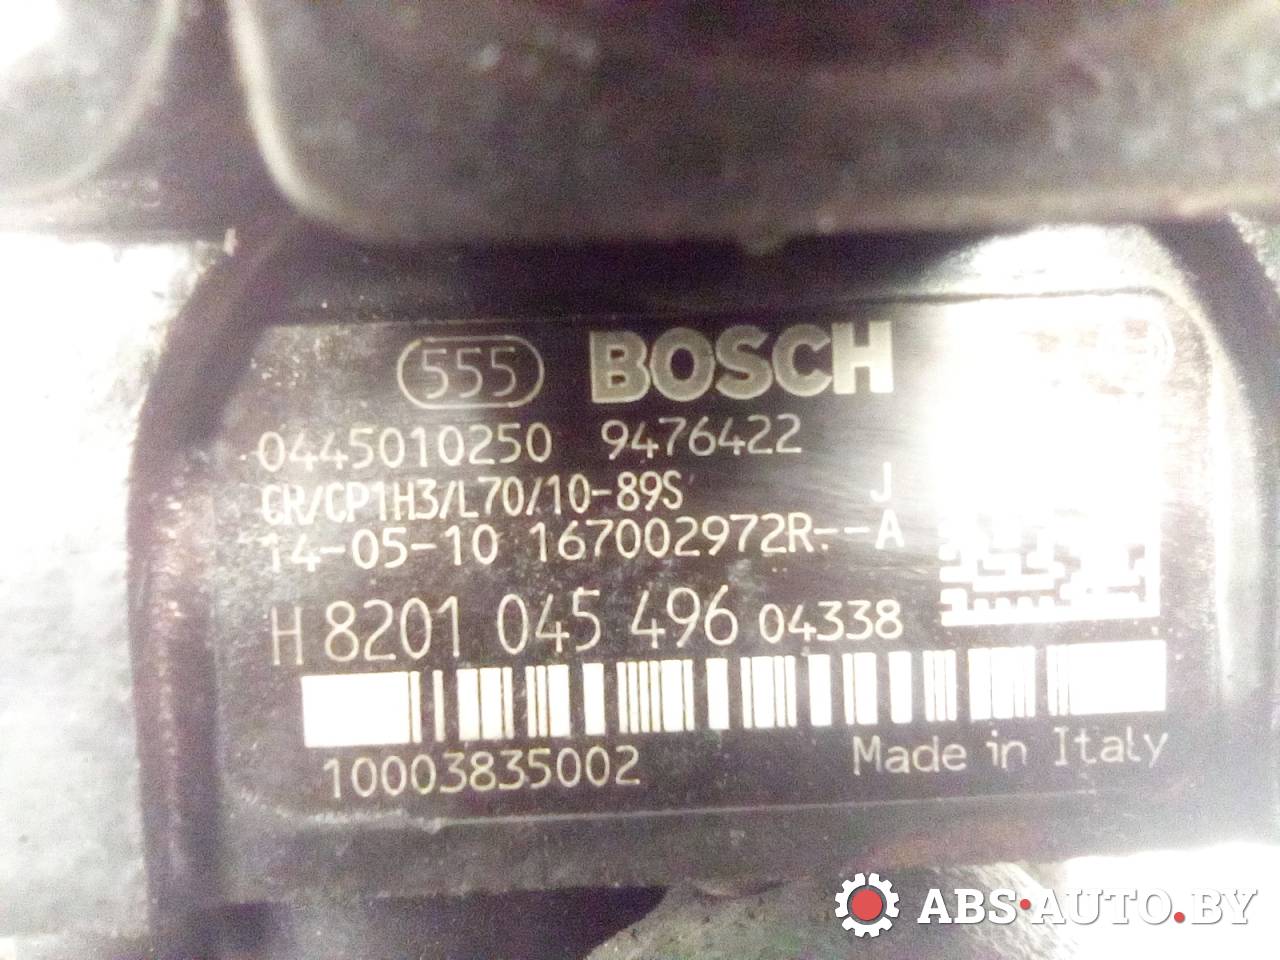 555 BOSCH
0445010250 9476422
CR/CP1H3/L70/10-89S J
14-05-10 167002972R--A
H8201 045 496 04338
10003835002 Made in Italy
ABS-AUTO.BY